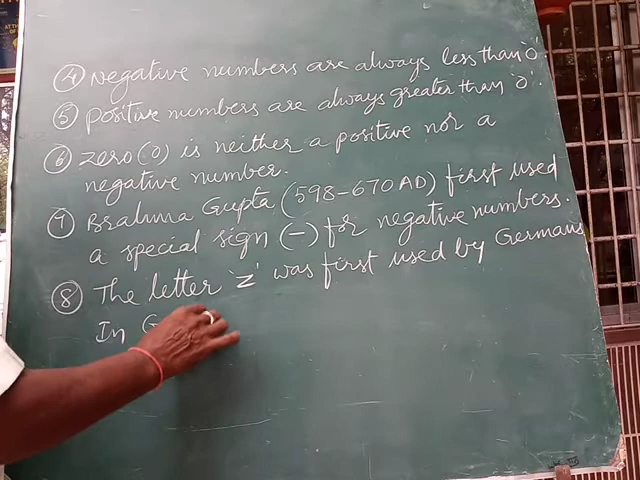 ④ Negative numbers are always less than 'o'.
⑤ Positive numbers are always greater than 'o'.
⑥ Zero (0) is neither a positive nor a
negative number.
⑦ Brahma Gupta (598-670 AD) first used
a special sign (-) for negative numbers.
⑧ The letter 'Z' was first used by Germans
In